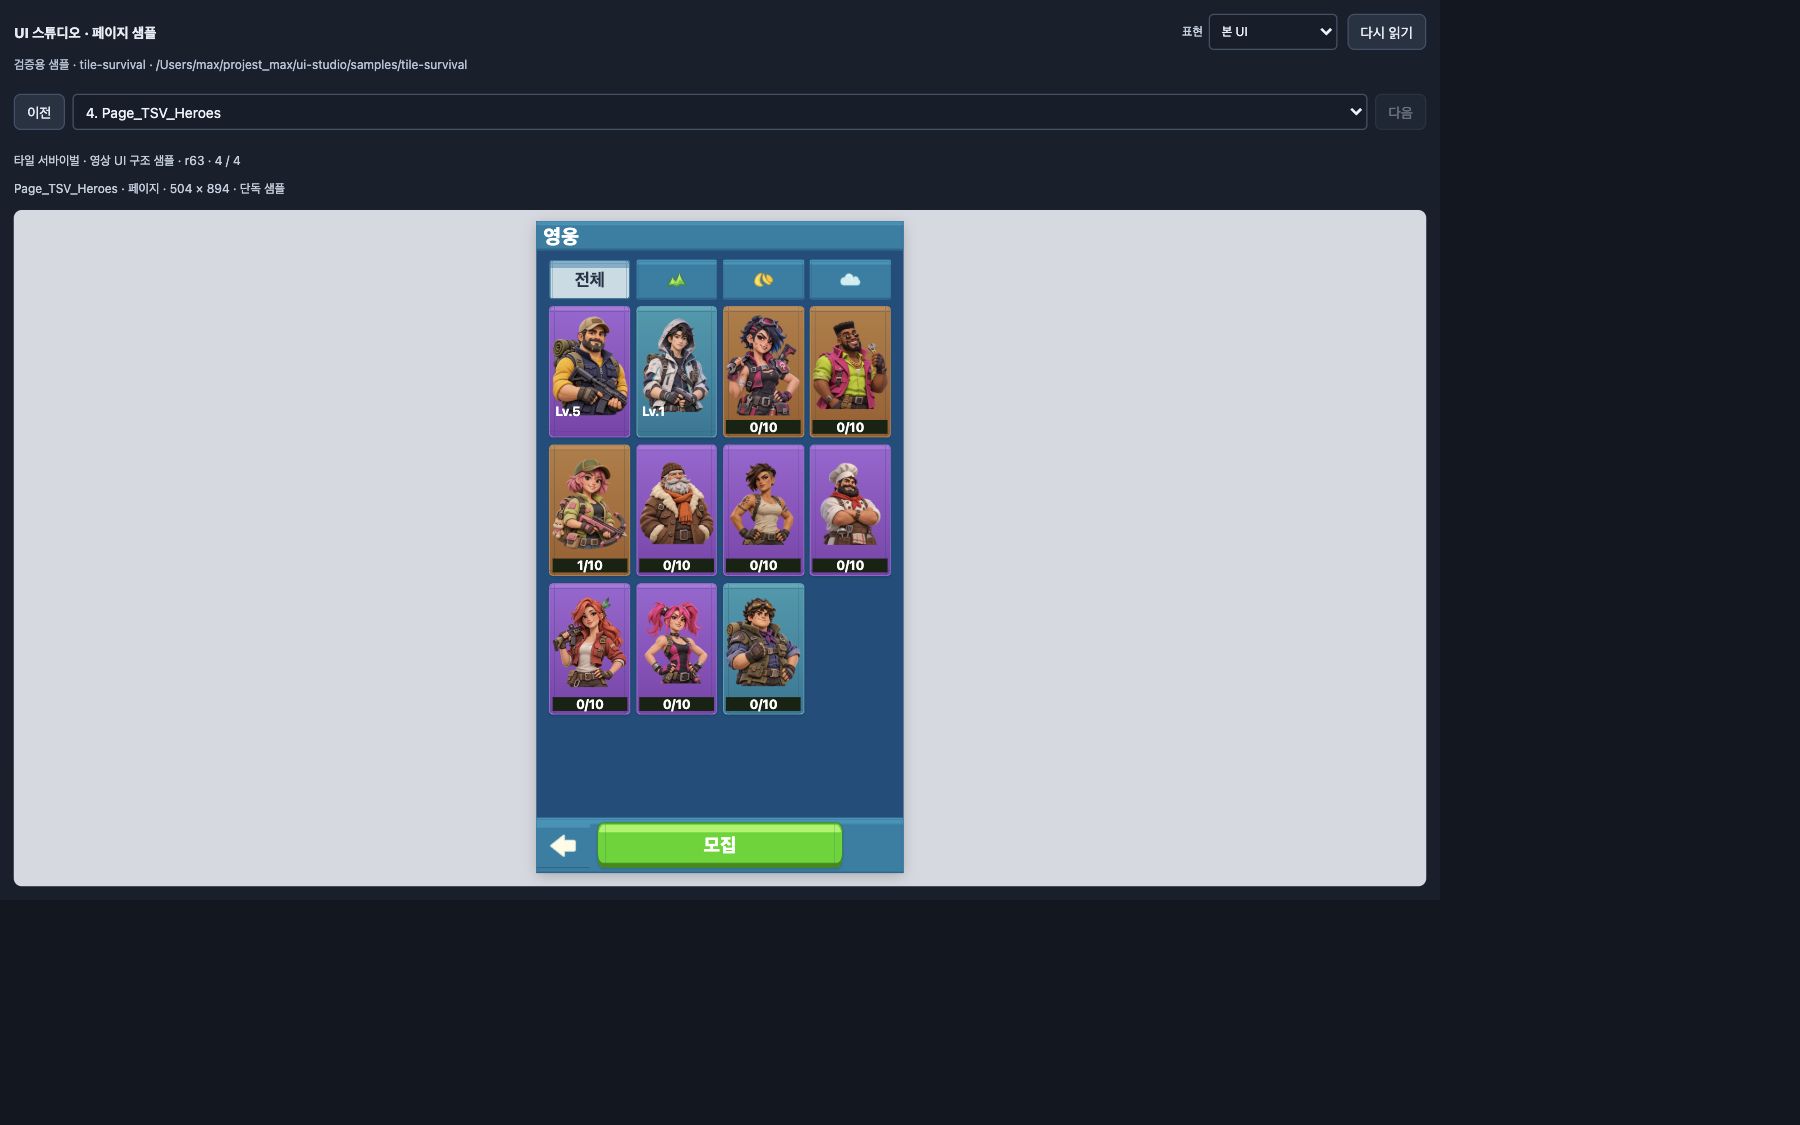 UI 스튜디오 · 페이지 샘플
표현 본 UI 다시 읽기
검증용 샘플 · tile-survival · /Users/max/projest_max/ui-studio/samples/tile-survival
이전 4. Page_TSV_Heroes 다음
타일 서바이벌 · 영상 UI 구조 샘플 · r63 · 4 / 4
Page_TSV_Heroes · 페이지 · 504 × 894 · 단독 샘플
영웅
전체
Lv.5 Lv.1 0/10 0/10
1/10 0/10 0/10 0/10
0/10 0/10 0/10
모집